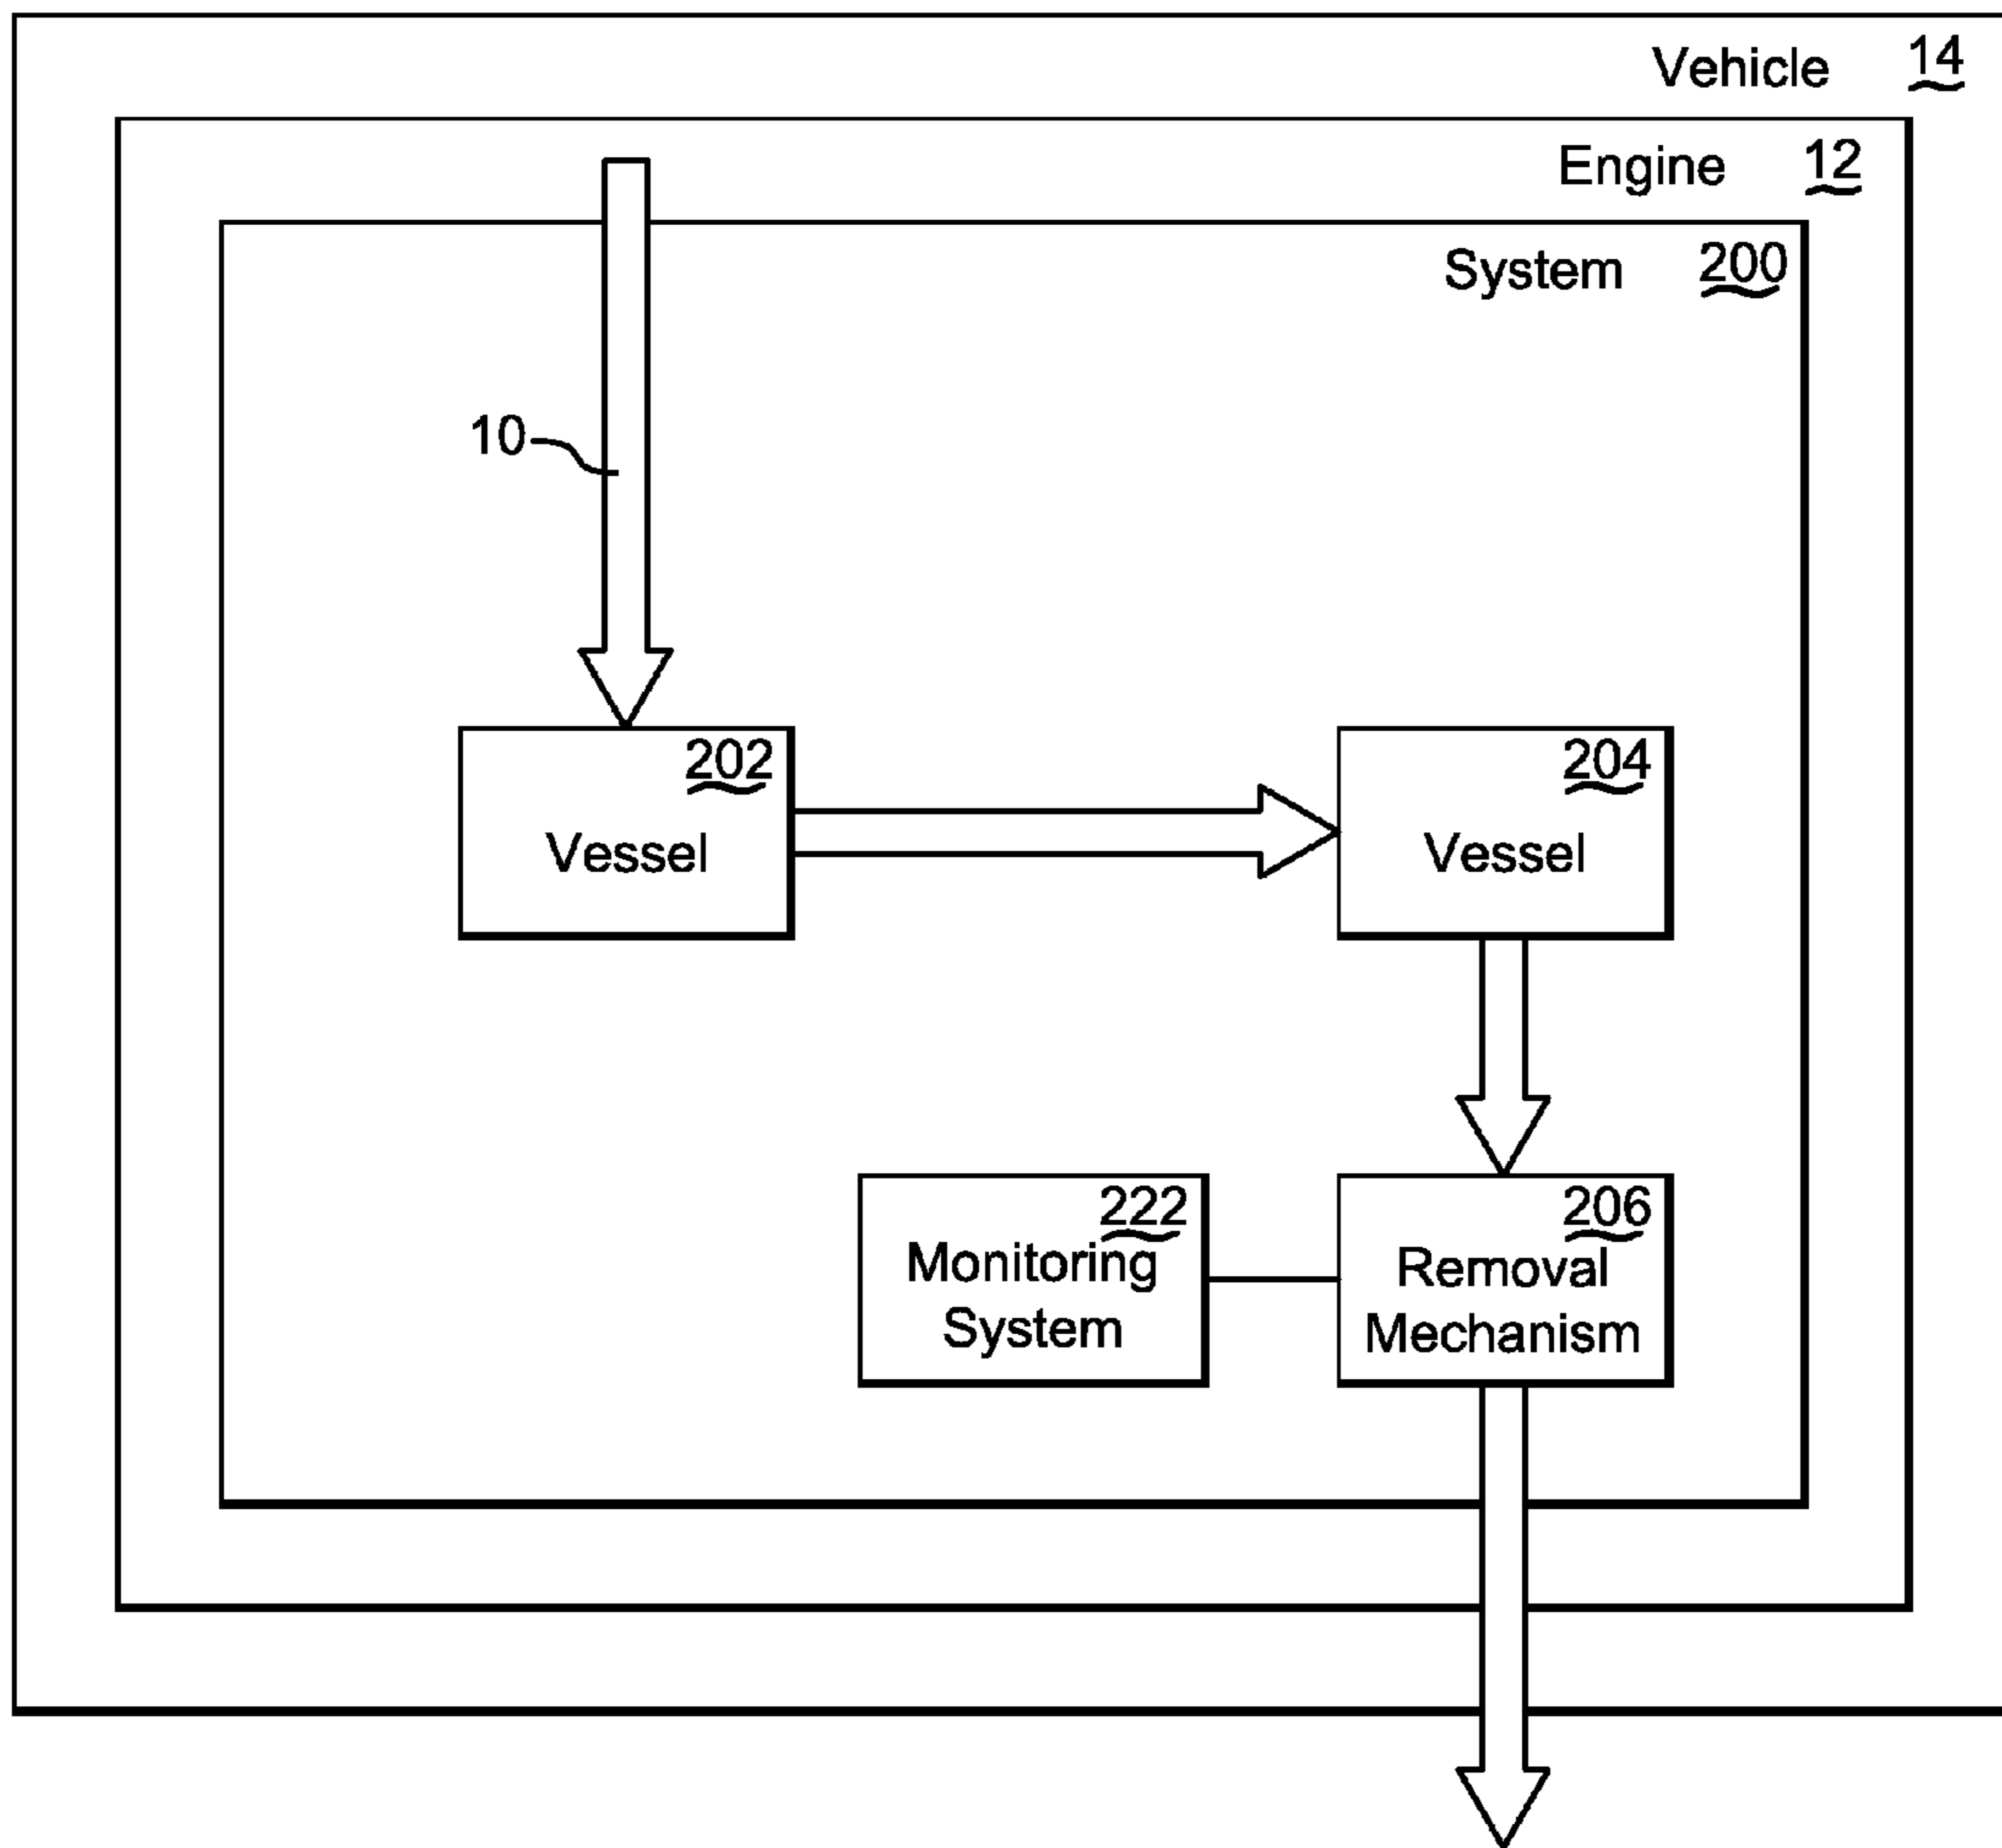 Vehicle 14
Engine 12
System 200
10
202
Vessel
204
Vessel
222
Monitoring
System
206
Removal
Mechanism